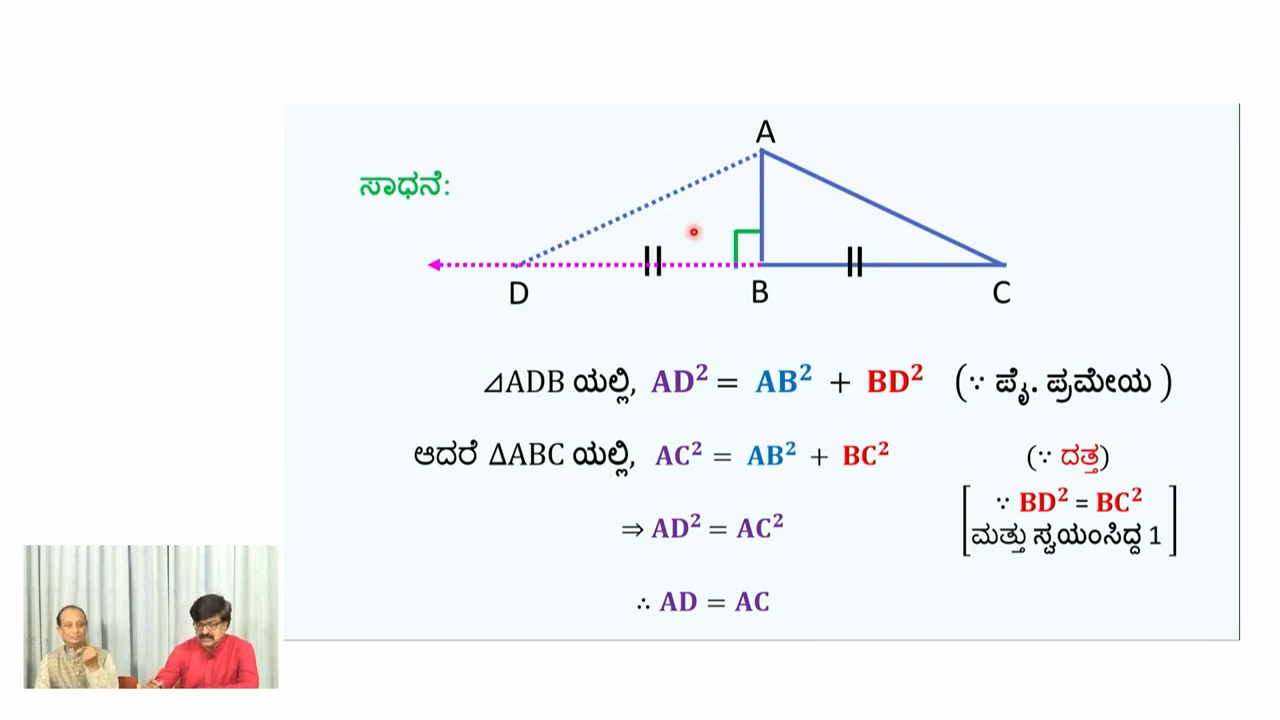 A
ಸಾಧನೆ:
D B C
⊿ADB ಯಲ್ಲಿ, AD² = AB² + BD² (∵ ಪೈ. ಪ್ರಮೇಯ )
ಆದರೆ ΔABC ಯಲ್ಲಿ, AC² = AB² + BC² (∵ ದತ್ತ)
⇒ AD² = AC² [∵ BD² = BC²
ಮತ್ತು ಸ್ವಯಂಸಿದ್ದ 1]
∴ AD = AC